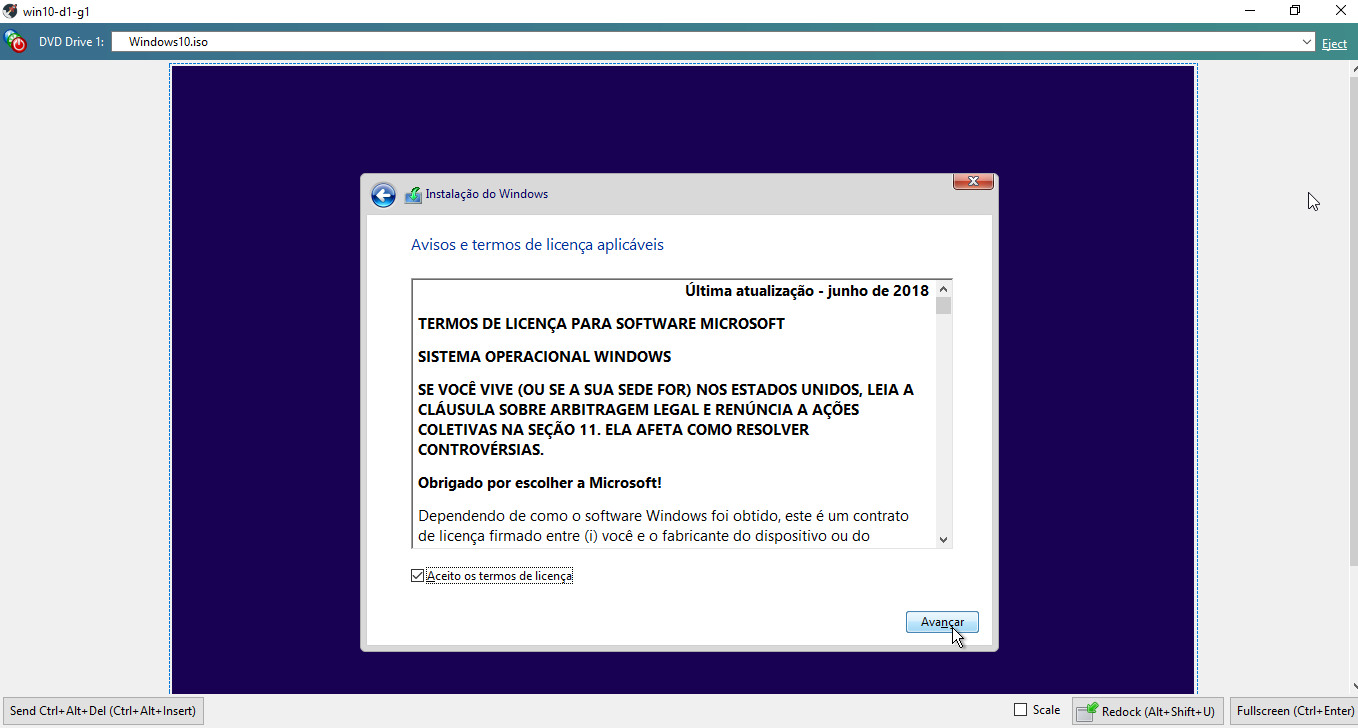 win10-d1-g1
DVD Drive 1: Windows10.iso Eject
Instalação do Windows
Avisos e termos de licença aplicáveis
Última atualização - junho de 2018
TERMOS DE LICENÇA PARA SOFTWARE MICROSOFT
SISTEMA OPERACIONAL WINDOWS
SE VOCÊ VIVE (OU SE A SUA SEDE FOR) NOS ESTADOS UNIDOS, LEIA A
CLÁUSULA SOBRE ARBITRAGEM LEGAL E RENÚNCIA A AÇÕES
COLETIVAS NA SEÇÃO 11. ELA AFETA COMO RESOLVER
CONTROVÉRSIAS.
Obrigado por escolher a Microsoft!
Dependendo de como o software Windows foi obtido, este é um contrato
de licença firmado entre (i) você e o fabricante do dispositivo ou do
Aceito os termos de licença
Avançar
Send Ctrl+Alt+Del (Ctrl+Alt+Insert) Scale Redock (Alt+Shift+U) Fullscreen (Ctrl+Enter)